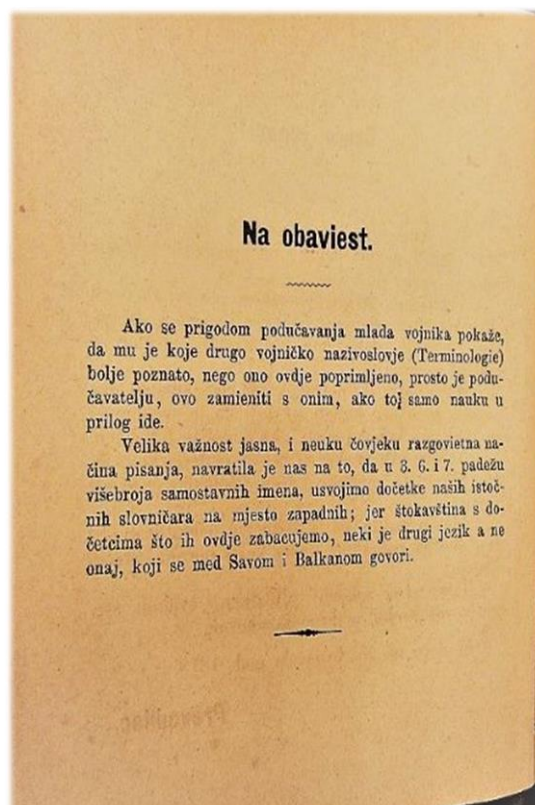 Na obaviest.
Ako se prigodom podučavanja mlada vojnika pokaže,
da mu je koje drugo vojničko nazivoslovje (Terminologie)
bolje poznato, nego ono ovdje poprimljeno, prosto je podu-
čavatelju, ovo zamieniti s onim, ako toj samo nauku u
prilog ide.
Velika važnost jasna, i neuku čovjeku razgovietna na-
čina pisanja, navratila je nas na to, da u 3. 6. i 7. padežu
višebroja samostavnih imena, usvojimo dočetke naših istoč-
nih slovničara na mjesto zapadnih; jer štokavština s do-
četcima što ih ovdje zabacujemo, neki je drugi jezik a ne
onaj, koji se med Savom i Balkanom govori.